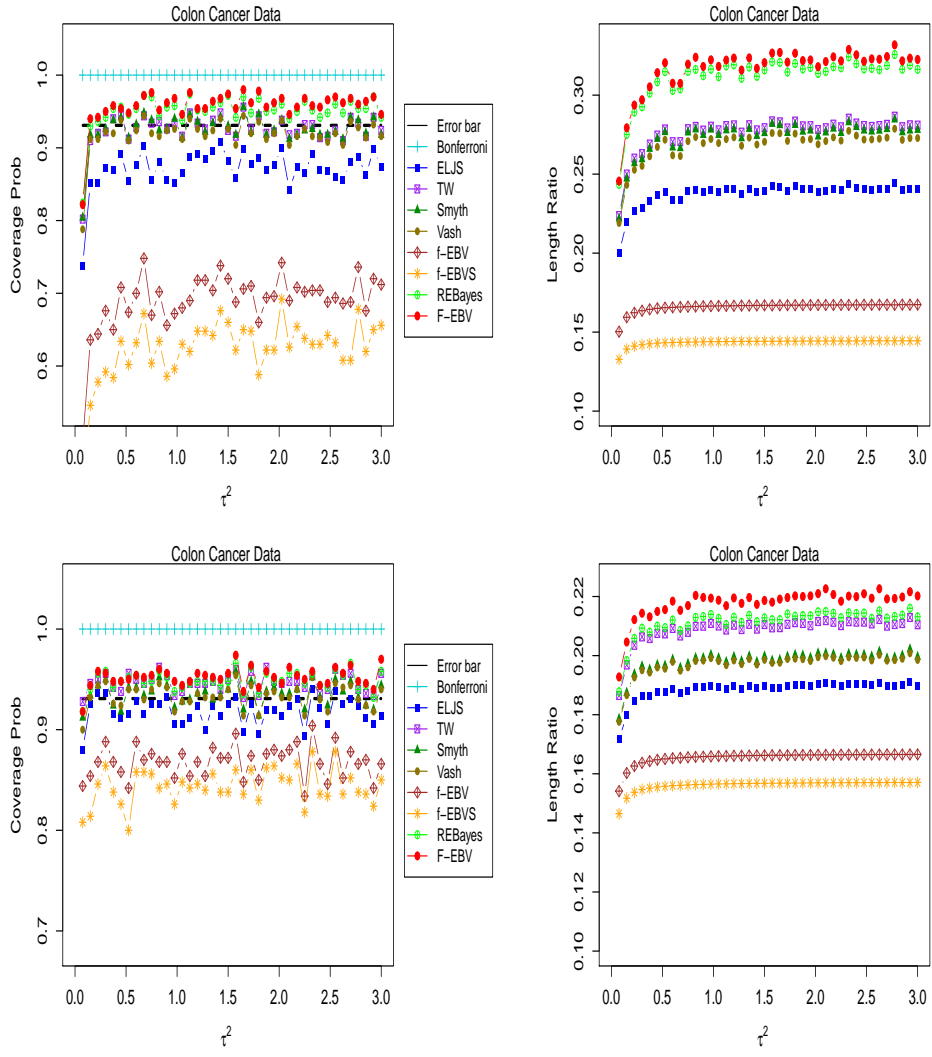 Colon Cancer Data
Coverage Prob
1.0
0.9
0.8
0.7
0.6
0.0 0.5 1.0 1.5 2.0 2.5 3.0
τ²
Error bar
Bonferroni
ELJS
TW
Smyth
Vash
f-EBV
f-EBVS
REBayes
F-EBV
Colon Cancer Data
Length Ratio
0.30
0.25
0.20
0.15
0.10
0.0 0.5 1.0 1.5 2.0 2.5 3.0
τ²
Colon Cancer Data
Coverage Prob
1.0
0.9
0.8
0.7
0.0 0.5 1.0 1.5 2.0 2.5 3.0
τ²
Error bar
Bonferroni
ELJS
TW
Smyth
Vash
f-EBV
f-EBVS
REBayes
F-EBV
Colon Cancer Data
Length Ratio
0.22
0.20
0.18
0.16
0.14
0.12
0.10
0.0 0.5 1.0 1.5 2.0 2.5 3.0
τ²